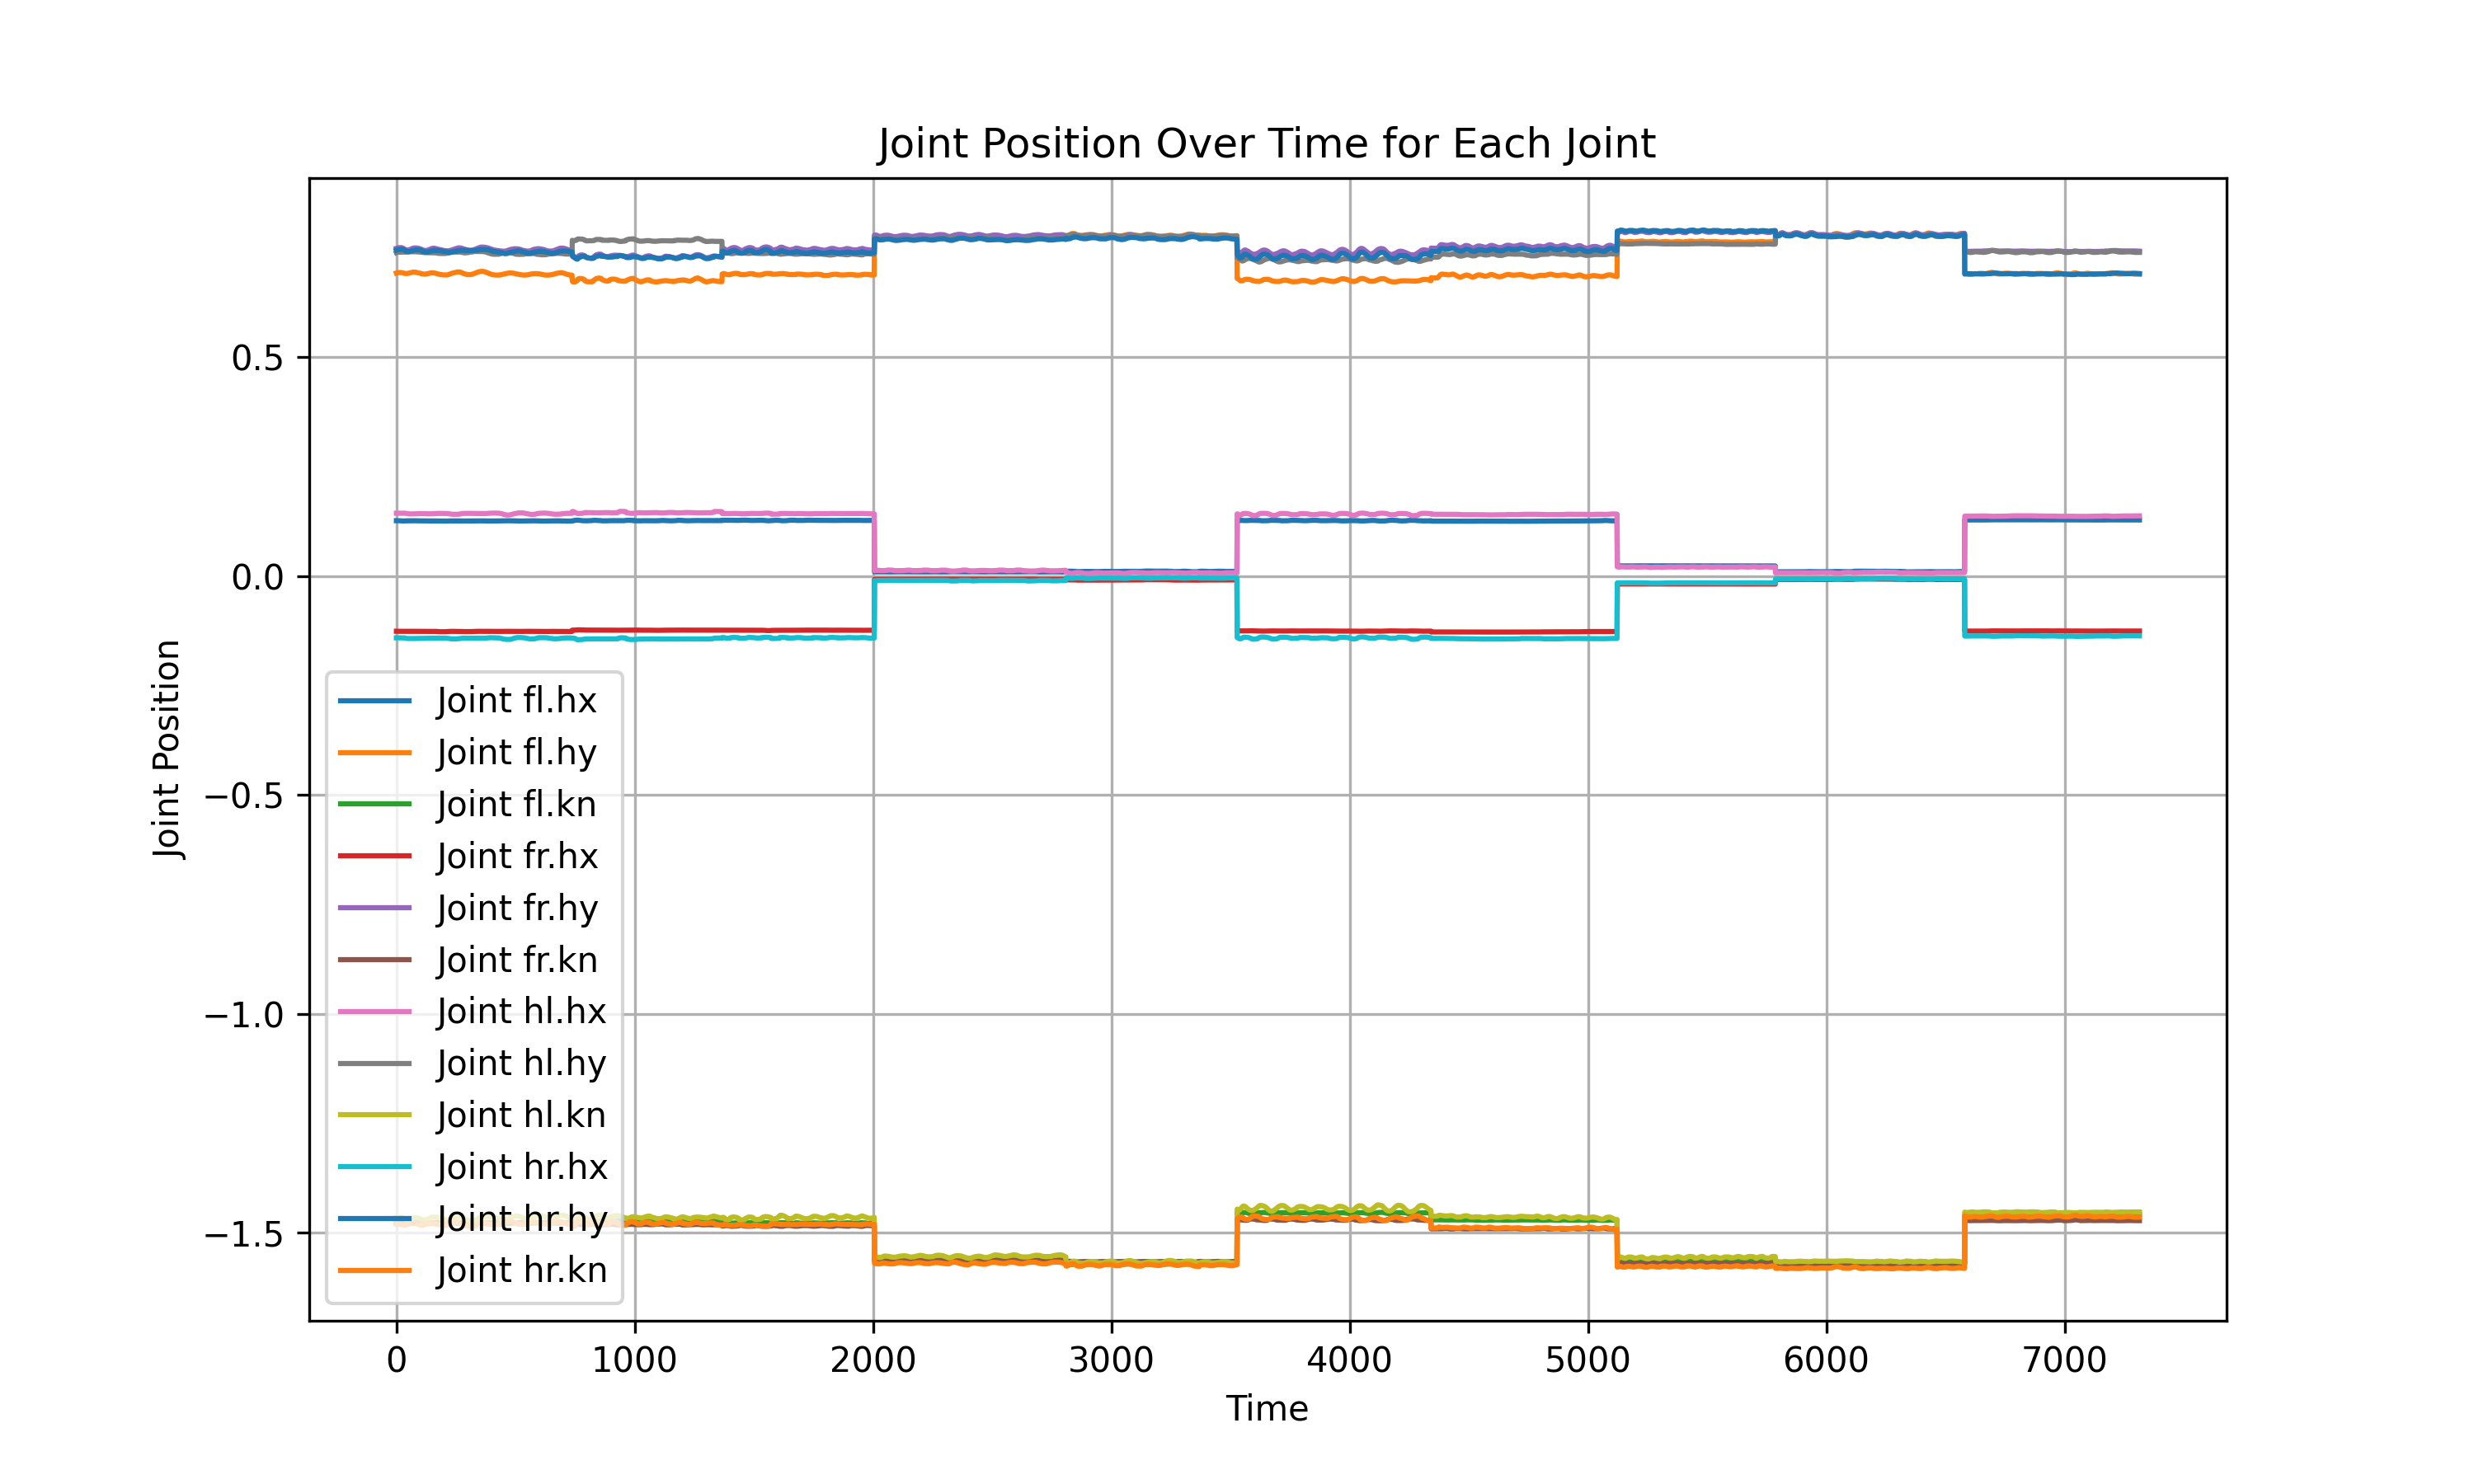 Joint Position Over Time for Each Joint
Joint Position
0.5
0.0
−0.5
−1.0
−1.5
Joint fl.hx
Joint fl.hy
Joint fl.kn
Joint fr.hx
Joint fr.hy
Joint fr.kn
Joint hl.hx
Joint hl.hy
Joint hl.kn
Joint hr.hx
Joint hr.hy
Joint hr.kn
0 1000 2000 3000 4000 5000 6000 7000
Time